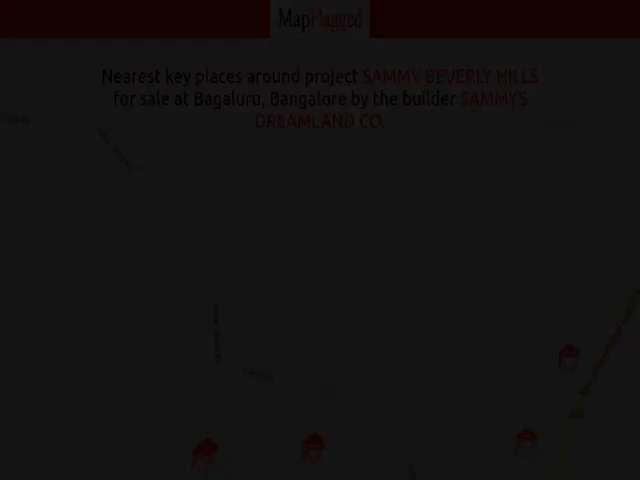 MapFlagged
Nearest key places around project SAMMY BEVERLY HILLS
for sale at Bagaluru, Bangalore by the builder SAMMYS
DREAMLAND CO.